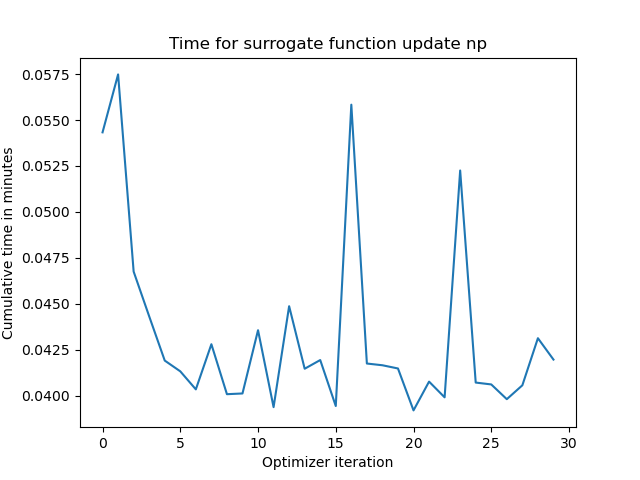 Time for surrogate function update np
Cumulative time in minutes
0.0575
0.0550
0.0525
0.0500
0.0475
0.0450
0.0425
0.0400
0 5 10 15 20 25 30
Optimizer iteration